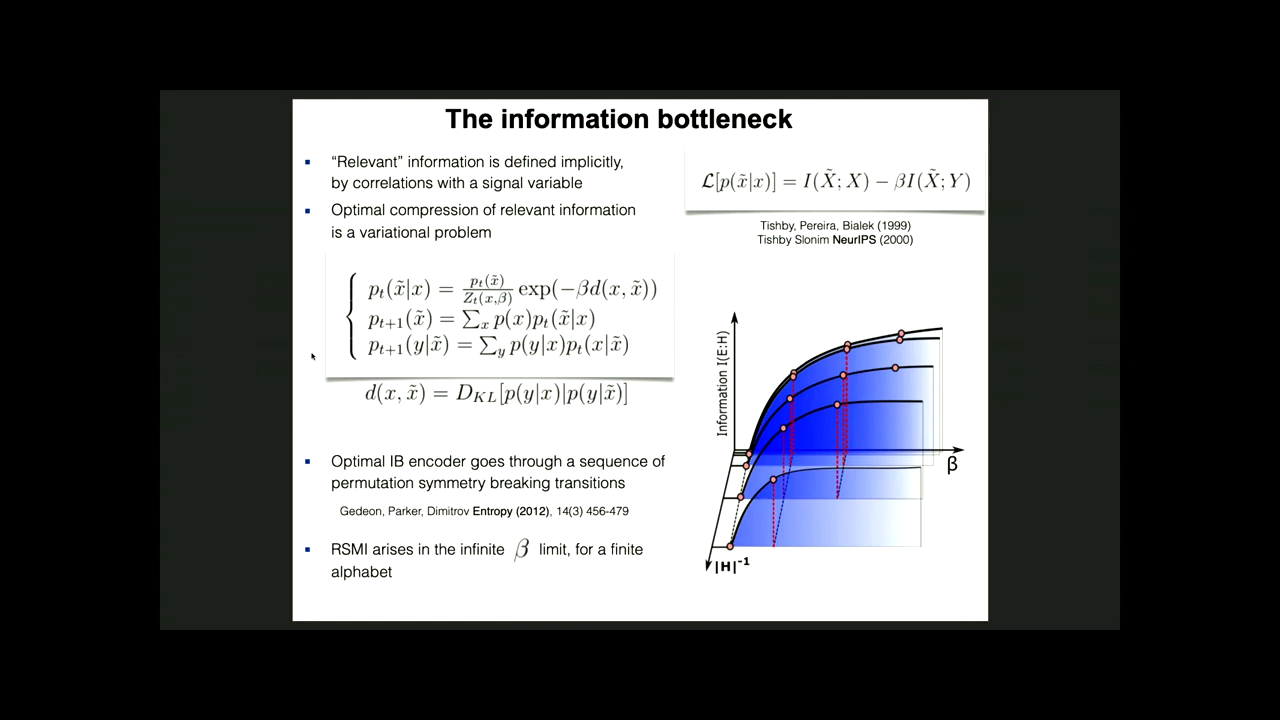 The information bottleneck
▪ “Relevant” information is defined implicitly,
by correlations with a signal variable
▪ Optimal compression of relevant information
is a variational problem
ℒ[p(x̃|x)] = I(X̃; X) − βI(X̃; Y)
Tishby, Pereira, Bialek (1999)
Tishby Slonim NeurIPS (2000)
p_t(x̃|x) = p_t(x̃)/Z_t(x,β) exp(−βd(x, x̃))
p_{t+1}(x̃) = ∑_x p(x)p_t(x̃|x)
p_{t+1}(y|x̃) = ∑_y p(y|x)p_t(x|x̃)
d(x, x̃) = D_{KL}[p(y|x)|p(y|x̃)]
▪ Optimal IB encoder goes through a sequence of
permutation symmetry breaking transitions
Gedeon, Parker, Dimitrov Entropy (2012), 14(3) 456-479
▪ RSMI arises in the infinite β limit, for a finite
alphabet
Information I(E:H)
β
|H|⁻¹